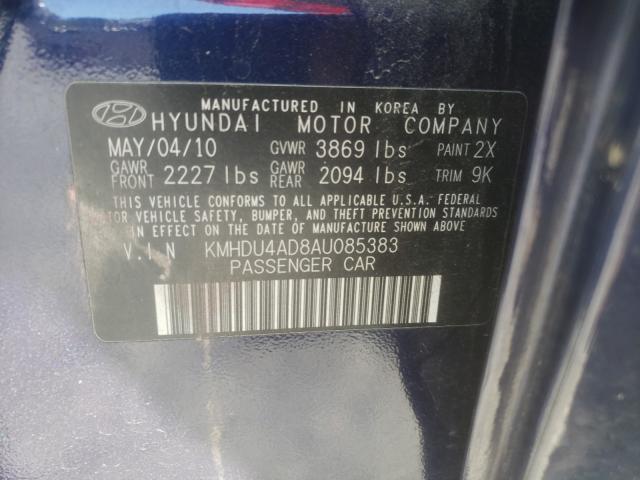 MANUFACTURED IN KOREA BY
HYUNDAI MOTOR COMPANY
MAY/04/10 GVWR 3869 lbs PAINT 2X
GAWR FRONT 2227 lbs GAWR REAR 2094 lbs TRIM 9K
THIS VEHICLE CONFORMS TO ALL APPLICABLE U.S.A. FEDERAL
MOTOR VEHICLE SAFETY, BUMPER, AND THEFT PREVENTION STANDARDS
IN EFFECT ON THE DATE OF MANUFACTURE SHOWN ABOVE.
V.I.N KMHDU4AD8AU085383
PASSENGER CAR